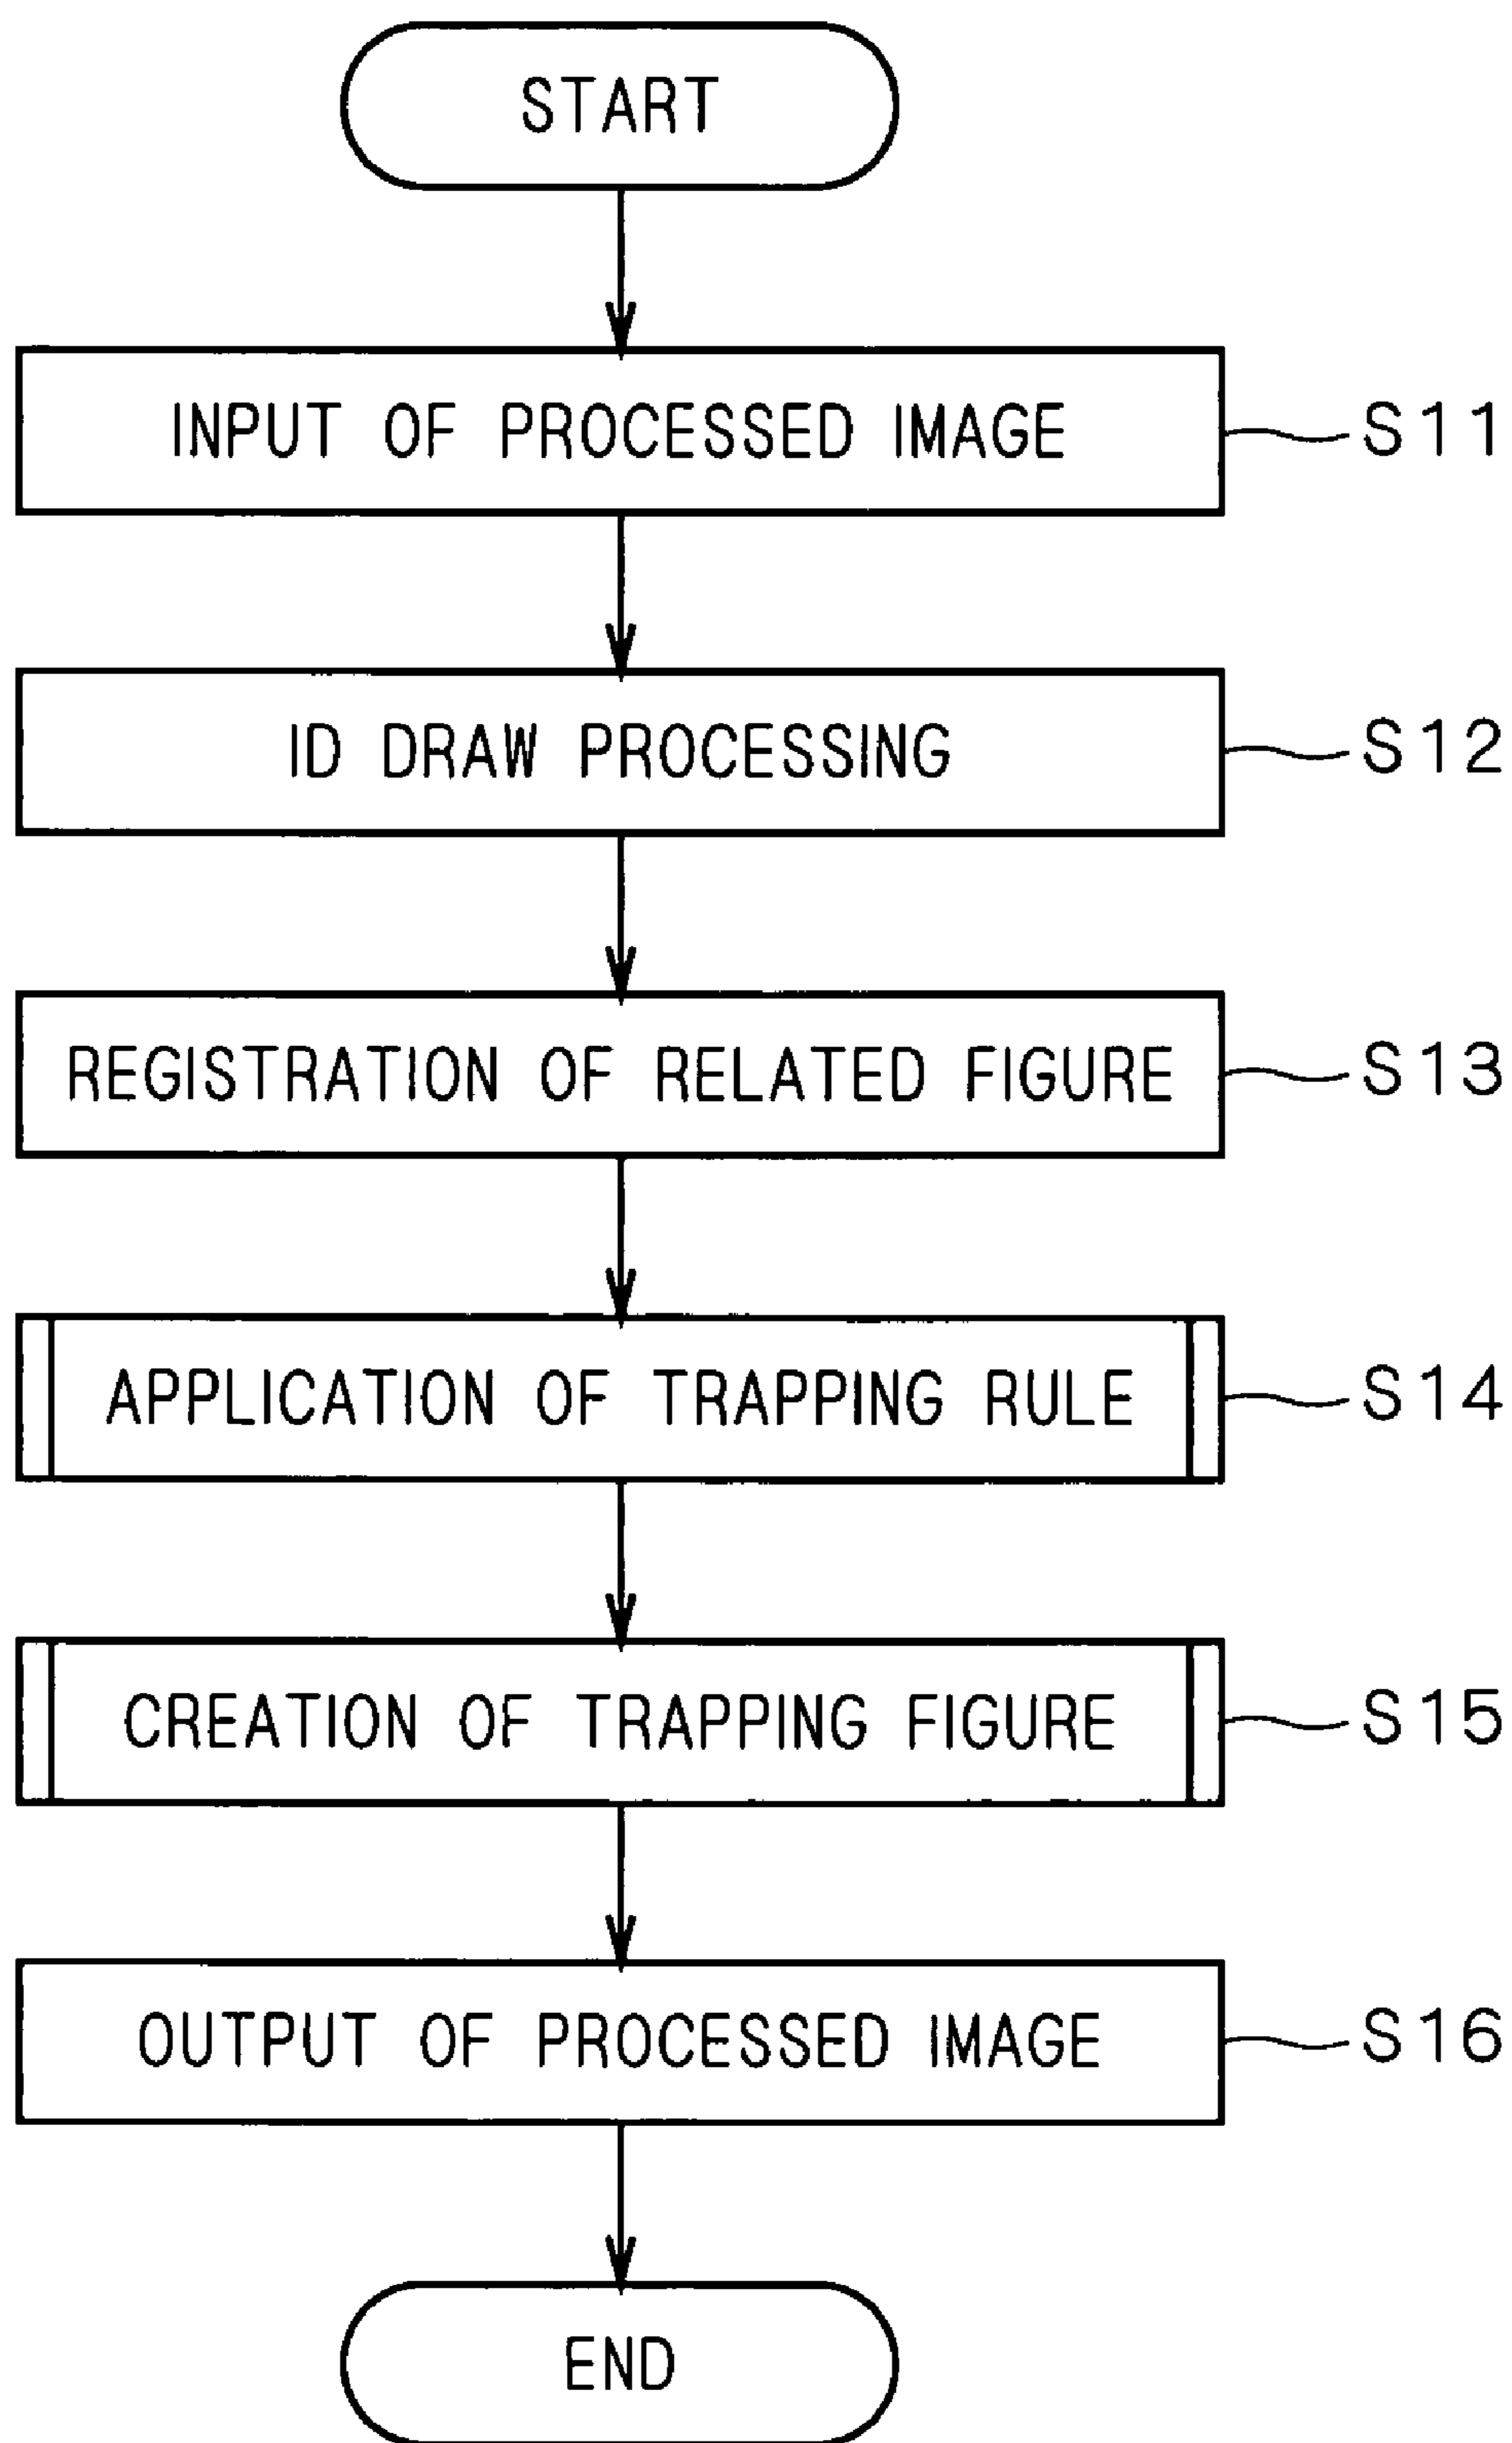 START
INPUT OF PROCESSED IMAGE S11
ID DRAW PROCESSING S12
REGISTRATION OF RELATED FIGURE S13
APPLICATION OF TRAPPING RULE S14
CREATION OF TRAPPING FIGURE S15
OUTPUT OF PROCESSED IMAGE S16
END